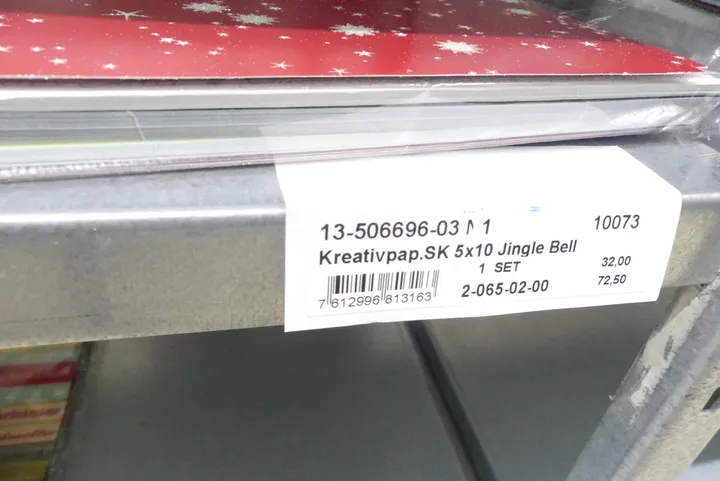 13-506696-03 N1 10073
Kreativpap.SK 5x10 Jingle Bell
1 SET 32,00
7 612996 813163 2-065-02-00 72,50